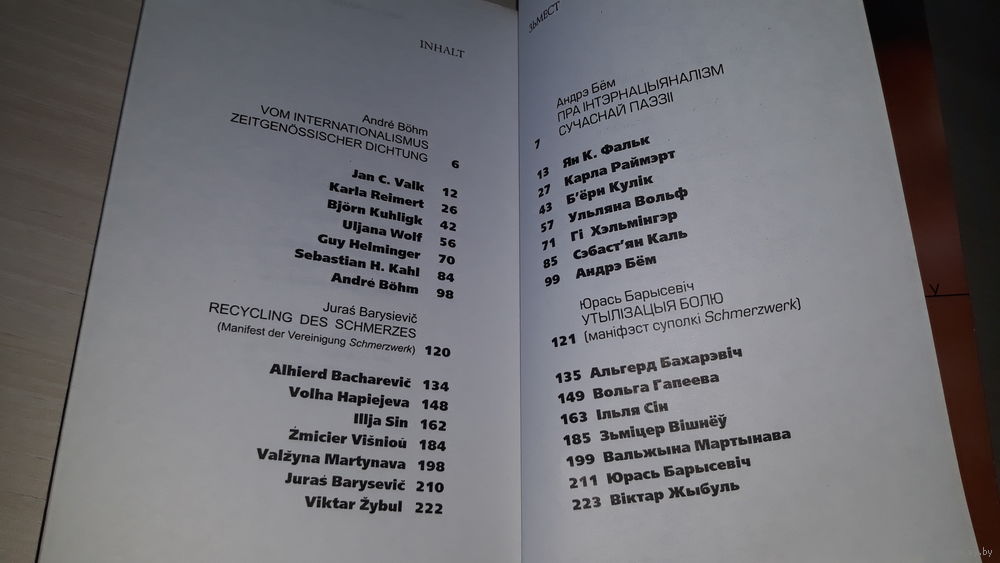 INHALT
André Böhm
VOM INTERNATIONALISMUS
ZEITGENÖSSISCHER DICHTUNG 6
Jan C. Valk 12
Karla Reimert 26
Björn Kuhligk 42
Uljana Wolf 56
Guy Helminger 70
Sebastian H. Kahl 84
André Böhm 98
Juraś Barysievič
RECYCLING DES SCHMERZES
(Manifest der Vereinigung Schmerzwerk) 120
Alhierd Bacharevič 134
Volha Hapiejeva 148
Illja Sin 162
Źmicier Višnioŭ 184
Valžyna Martynava 198
Juraś Barysevič 210
Viktar Žybul 222
ЗЬМЕСТ
Андрэ Бём
ПРА ІНТЭРНАЦЫЯНАЛІЗМ
СУЧАСНАЙ ПАЭЗІІ
7
13 Ян К. Фальк
27 Карла Раймэрт
43 Б'ёрн Кулік
57 Ульляна Вольф
71 Гі Хэльмінгэр
85 Сэбаст'ян Каль
99 Андрэ Бём
Юрась Барысевіч
УТЫЛІЗАЦЫЯ БОЛЮ
121 (маніфэст суполкі Schmerzwerk)
135 Альгерд Бахарэвіч
149 Вольга Гапеева
163 Ільля Сін
185 Зьміцер Вішнёў
199 Вальжына Мартынава
211 Юрась Барысевіч
223 Віктар Жыбуль